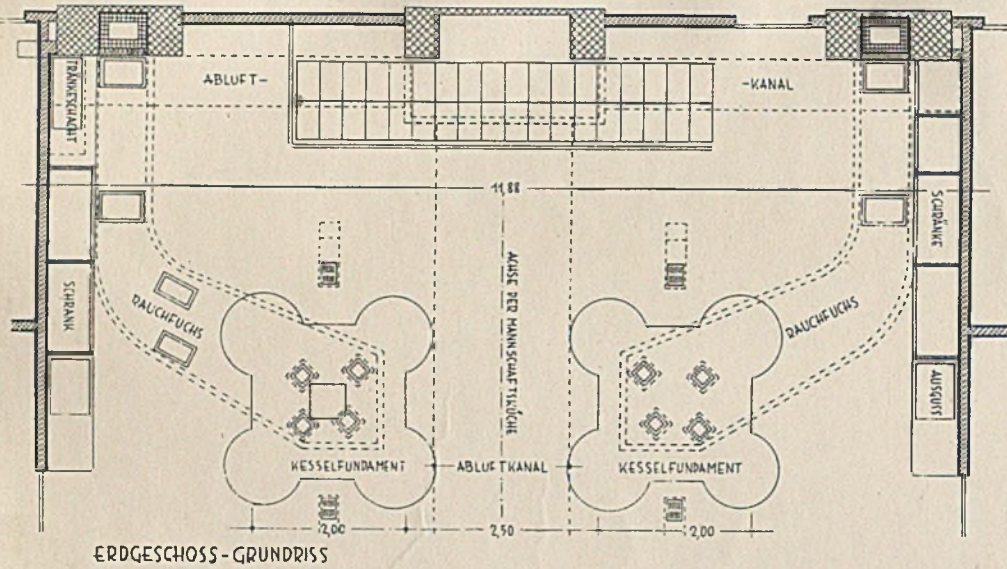 ABLUFT-
-KANAL
TRÄNKSCHACHT
11,88
SCHRÄNKE
ACHSE DER MANNSCHAFTSKÜCHE
SCHRANK
RAUCHFUCHS
RAUCHFUCHS
AUSGUSS
KESSELFUNDAMENT
ABLUFTKANAL
KESSELFUNDAMENT
2,00
2,50
2,00
ERDGESCHOSS-GRUNDRISS